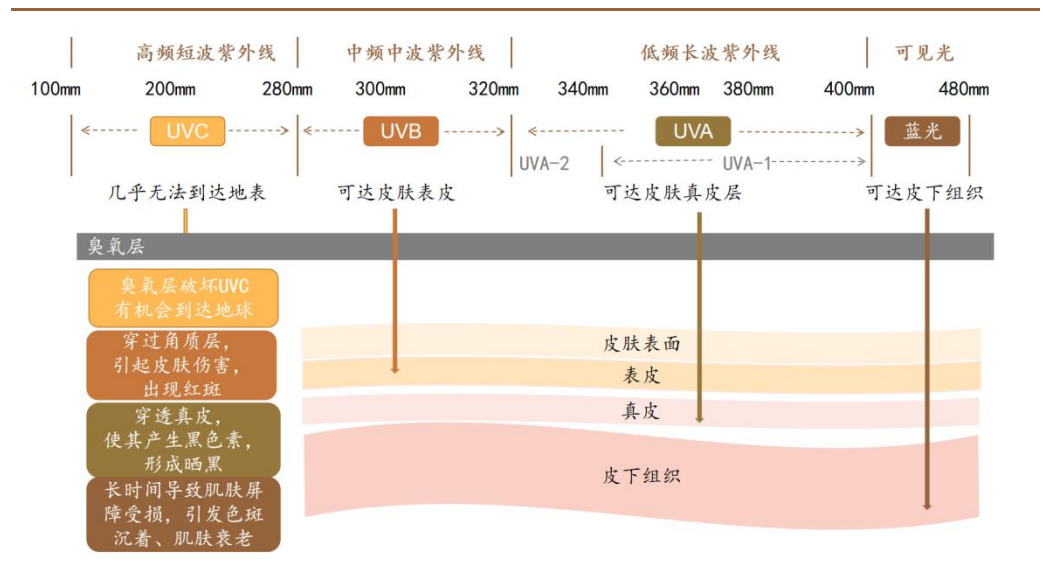 高频短波紫外线 中频中波紫外线 低频长波紫外线 可见光
100mm 200mm 280mm 300mm 320mm 340mm 360mm 380mm 400mm 480mm
UVC UVB UVA 蓝光
UVA-2 UVA-1
几乎无法到达地表 可达皮肤表皮 可达皮肤真皮层 可达皮下组织
臭氧层
臭氧层破坏UVC
有机会到达地球
穿过角质层，
引起皮肤伤害，
出现红斑
穿透真皮，
使其产生黑色素，
形成晒黑
长时间导致肌肤屏
障受损，引发色斑
沉着、肌肤衰老
皮肤表面
表皮
真皮
皮下组织